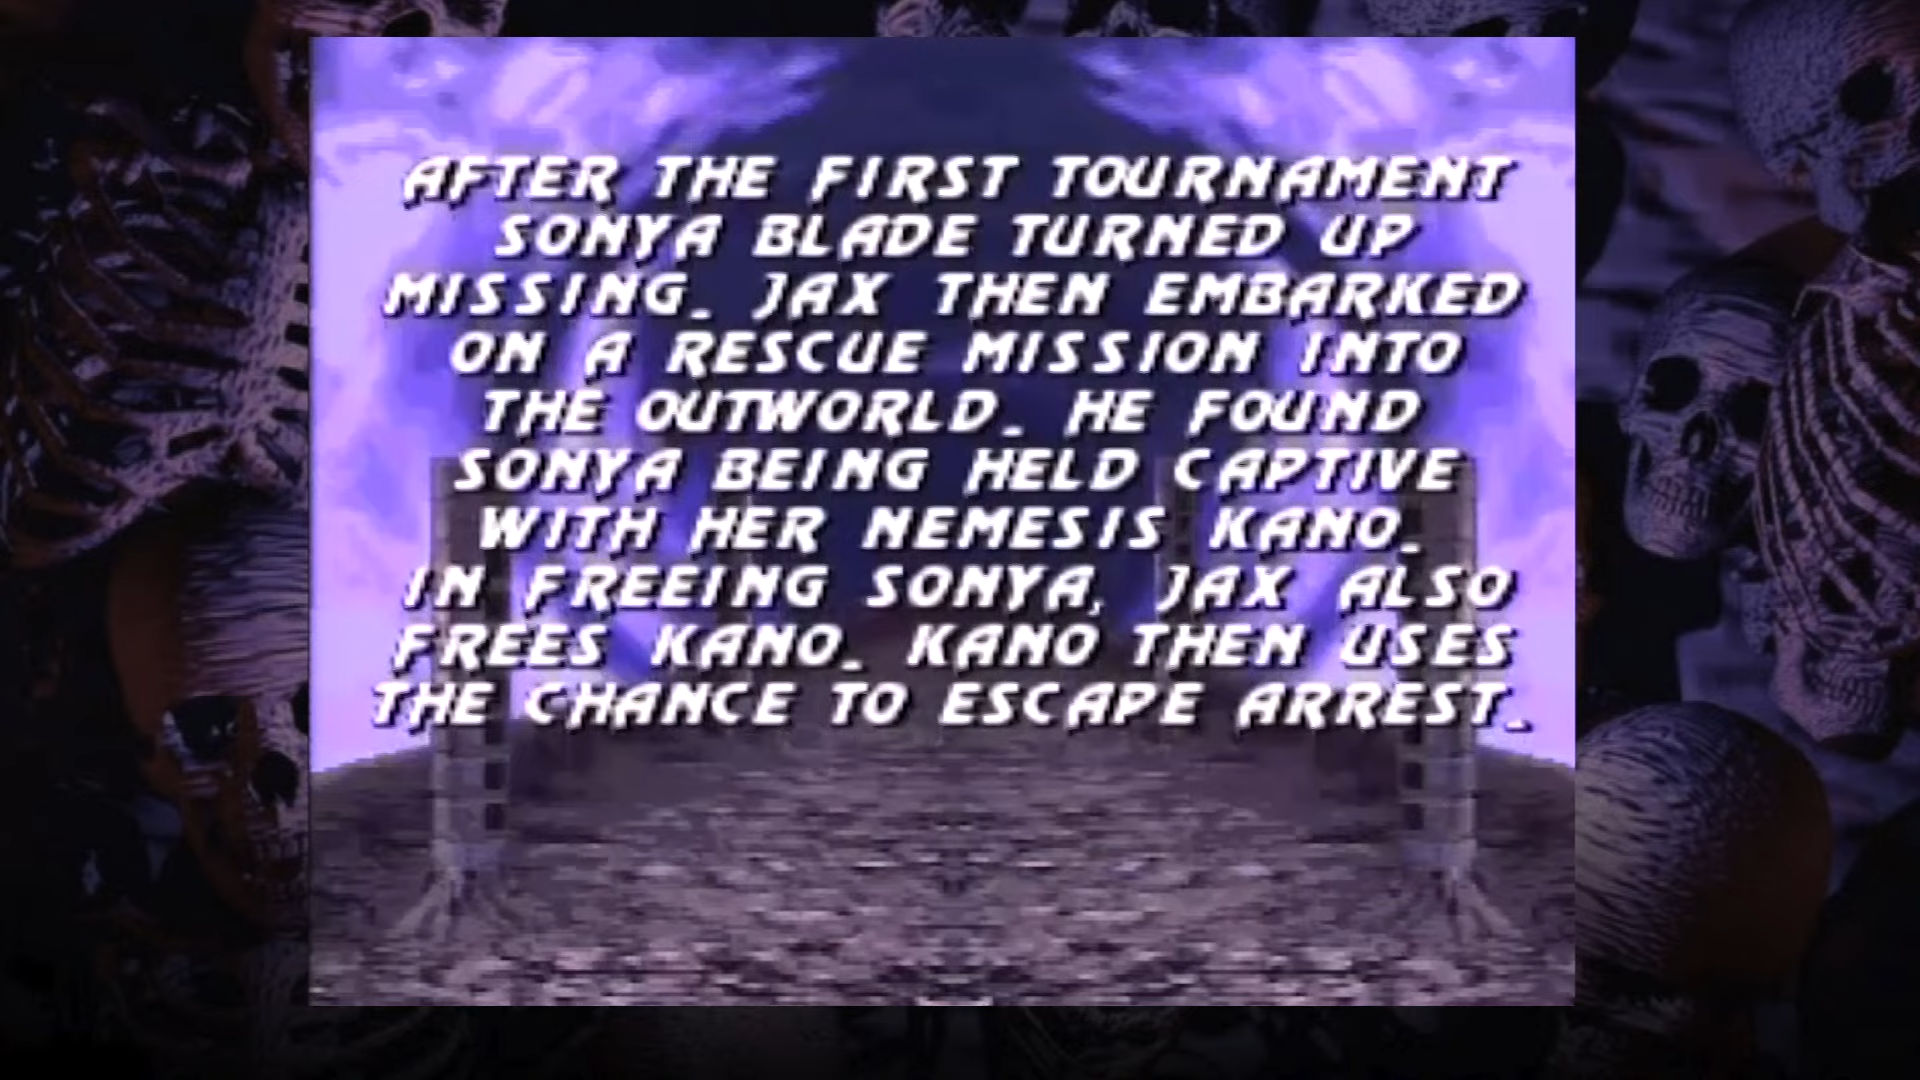 AFTER THE FIRST TOURNAMENT
SONYA BLADE TURNED UP
MISSING. JAX THEN EMBARKED
ON A RESCUE MISSION INTO
THE OUTWORLD. HE FOUND
SONYA BEING HELD CAPTIVE
WITH HER NEMESIS KANO.
IN FREEING SONYA, JAX ALSO
FREES KANO. KANO THEN USES
THE CHANCE TO ESCAPE ARREST.